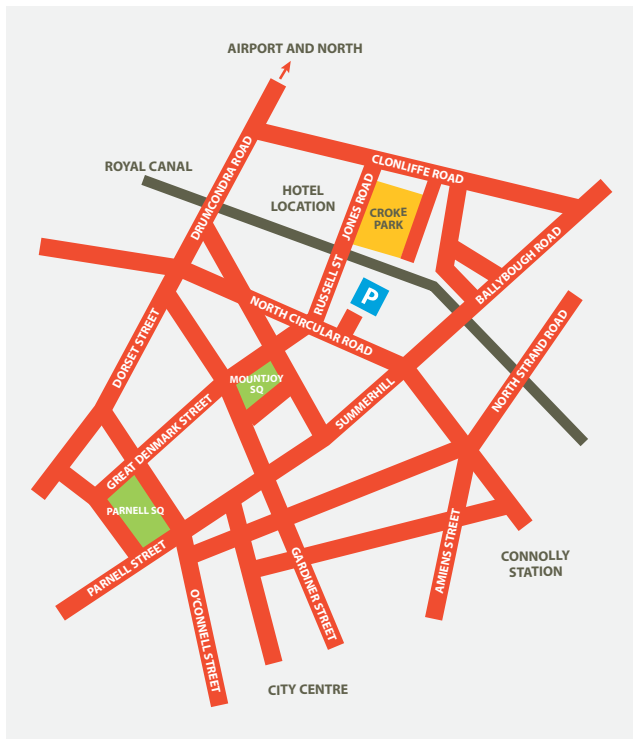 AIRPORT AND NORTH
ROYAL CANAL
DRUMCONDRA ROAD
CLONLIFFE ROAD
HOTEL
LOCATION
JONES ROAD
CROKE
PARK
BALLYBOUGH ROAD
RUSSELL ST
P
NORTH CIRCULAR ROAD
DORSET STREET
NORTH STRAND ROAD
MOUNTJOY
SQ
SUMMERHILL
GREAT DENMARK STREET
PARNELL SQ
PARNELL STREET
O'CONNELL STREET
GARDINER STREET
AMIENS STREET
CONNOLLY
STATION
CITY CENTRE